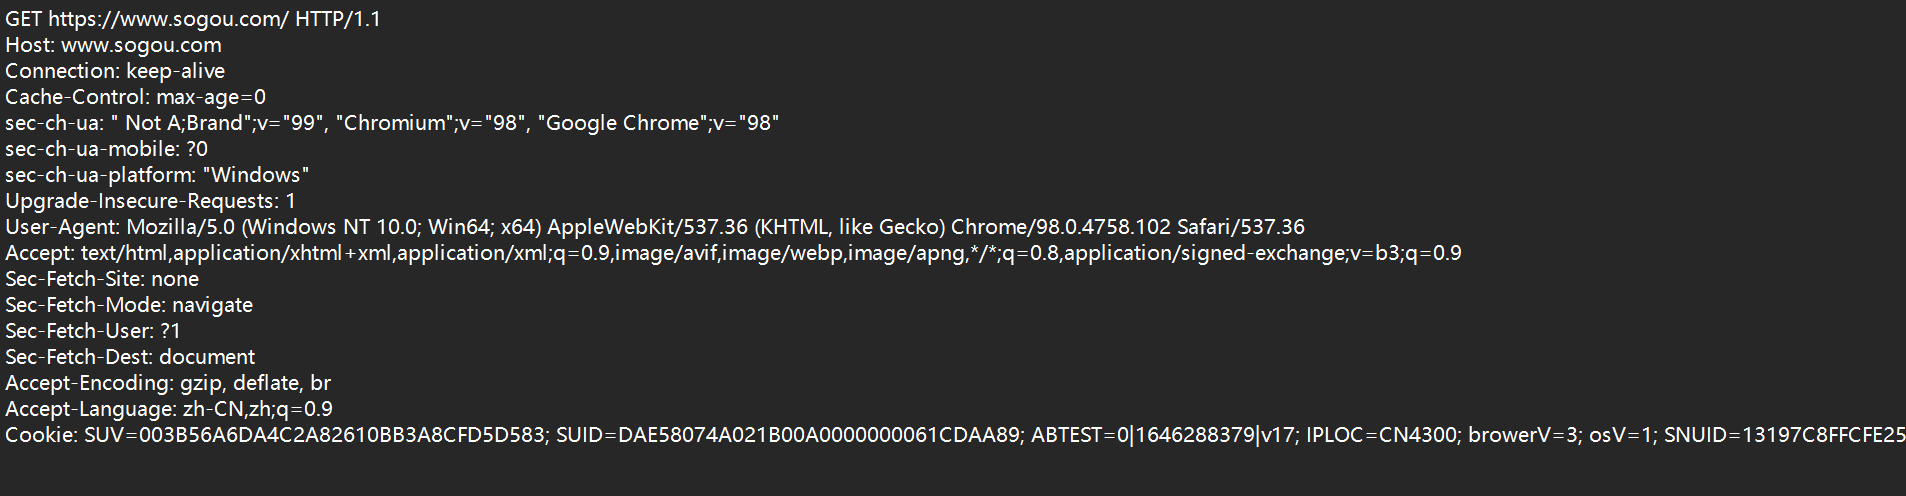 GET https://www.sogou.com/ HTTP/1.1
Host: www.sogou.com
Connection: keep-alive
Cache-Control: max-age=0
sec-ch-ua: " Not A;Brand";v="99", "Chromium";v="98", "Google Chrome";v="98"
sec-ch-ua-mobile: ?0
sec-ch-ua-platform: "Windows"
Upgrade-Insecure-Requests: 1
User-Agent: Mozilla/5.0 (Windows NT 10.0; Win64; x64) AppleWebKit/537.36 (KHTML, like Gecko) Chrome/98.0.4758.102 Safari/537.36
Accept: text/html,application/xhtml+xml,application/xml;q=0.9,image/avif,image/webp,image/apng,*/*;q=0.8,application/signed-exchange;v=b3;q=0.9
Sec-Fetch-Site: none
Sec-Fetch-Mode: navigate
Sec-Fetch-User: ?1
Sec-Fetch-Dest: document
Accept-Encoding: gzip, deflate, br
Accept-Language: zh-CN,zh;q=0.9
Cookie: SUV=003B56A6DA4C2A82610BB3A8CFD5D583; SUID=DAE58074A021B00A0000000061CDAA89; ABTEST=0|1646288379|v17; IPLOC=CN4300; browerV=3; osV=1; SNUID=13197C8FFCFE25